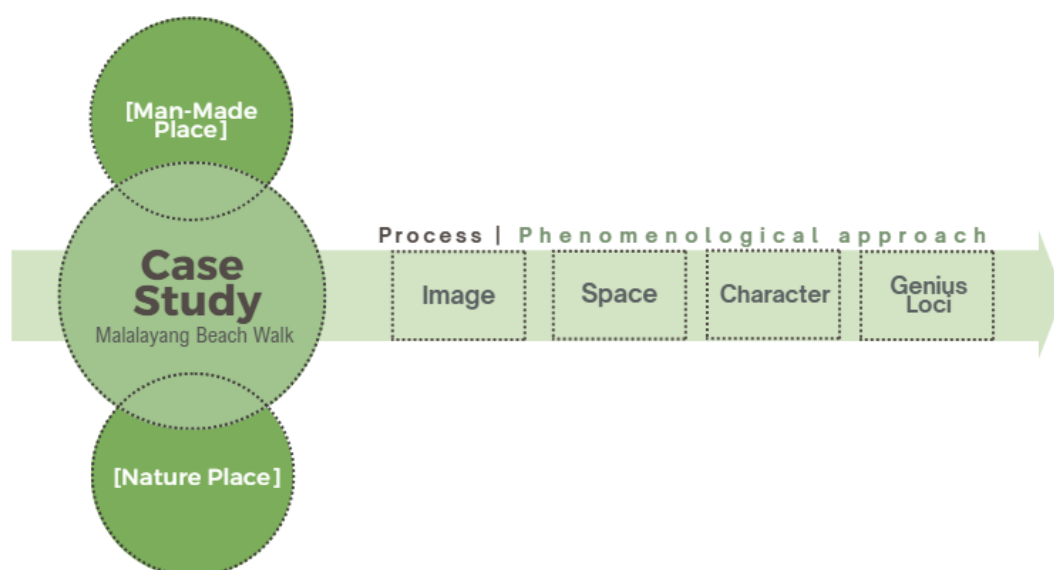 [Man-Made
Place]
Case
Study
Malalayang Beach Walk
[Nature Place]
Process | Phenomenological approach
Image
Space
Character
Genius
Loci